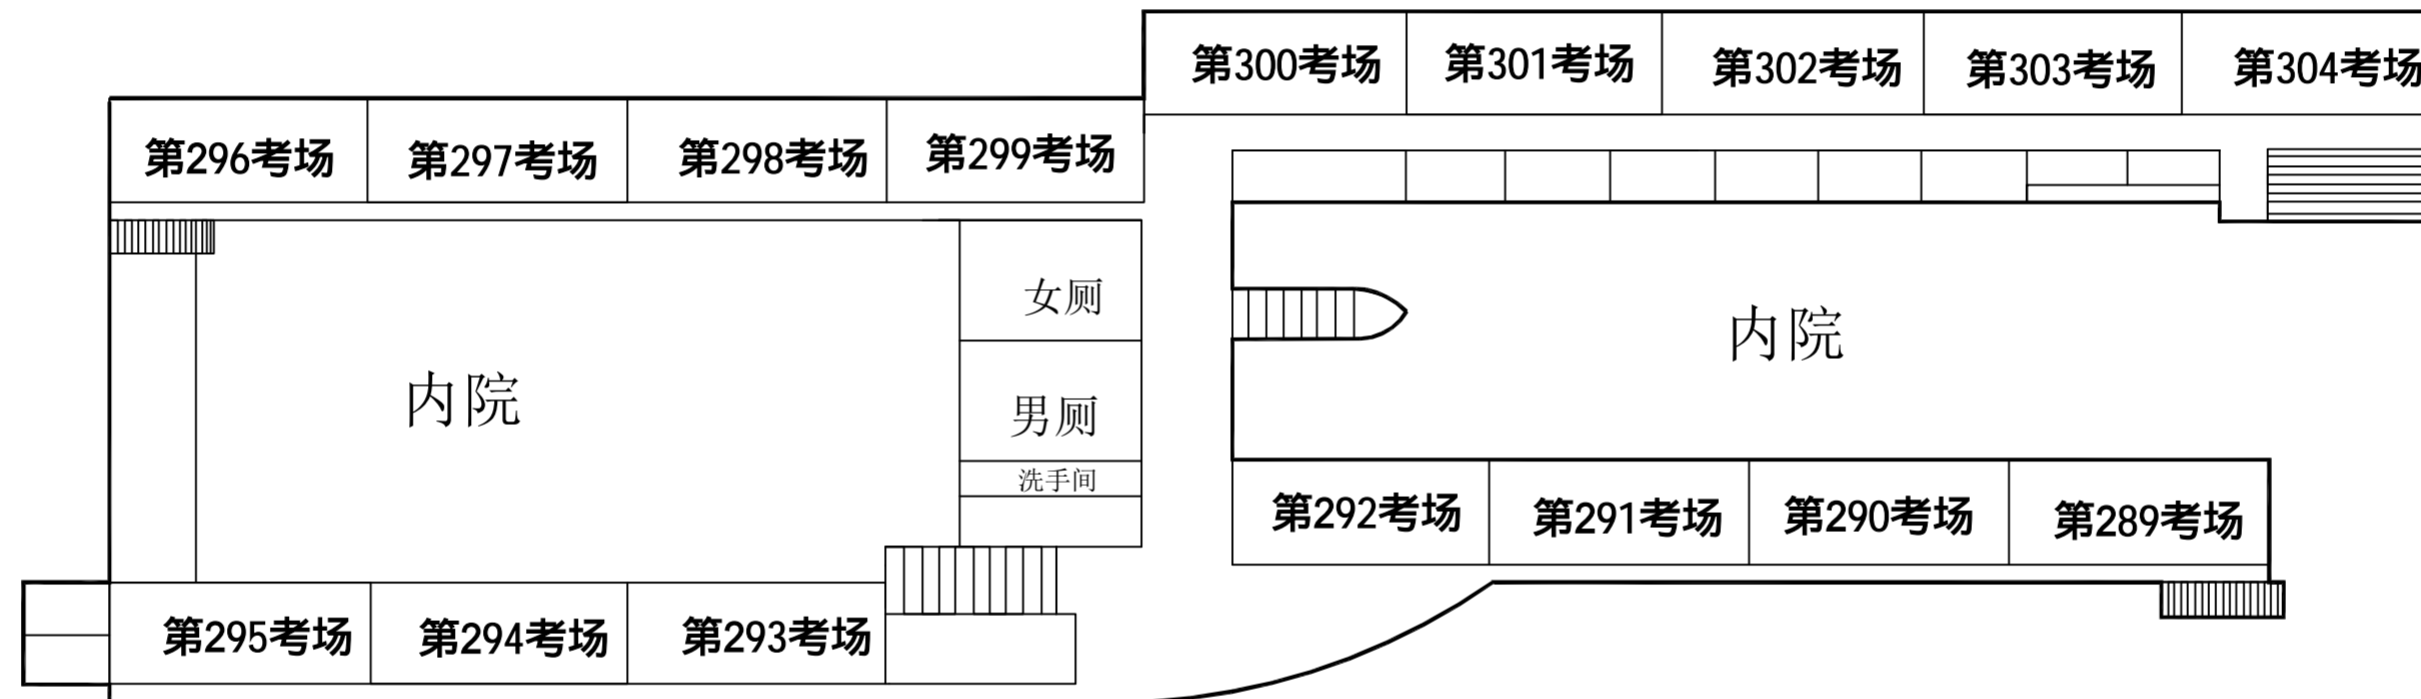 第300考场
第301考场
第302考场
第303考场
第304考场
第296考场
第297考场
第298考场
第299考场
女厕
男厕
洗手间
内院
内院
第292考场
第291考场
第290考场
第289考场
第295考场
第294考场
第293考场